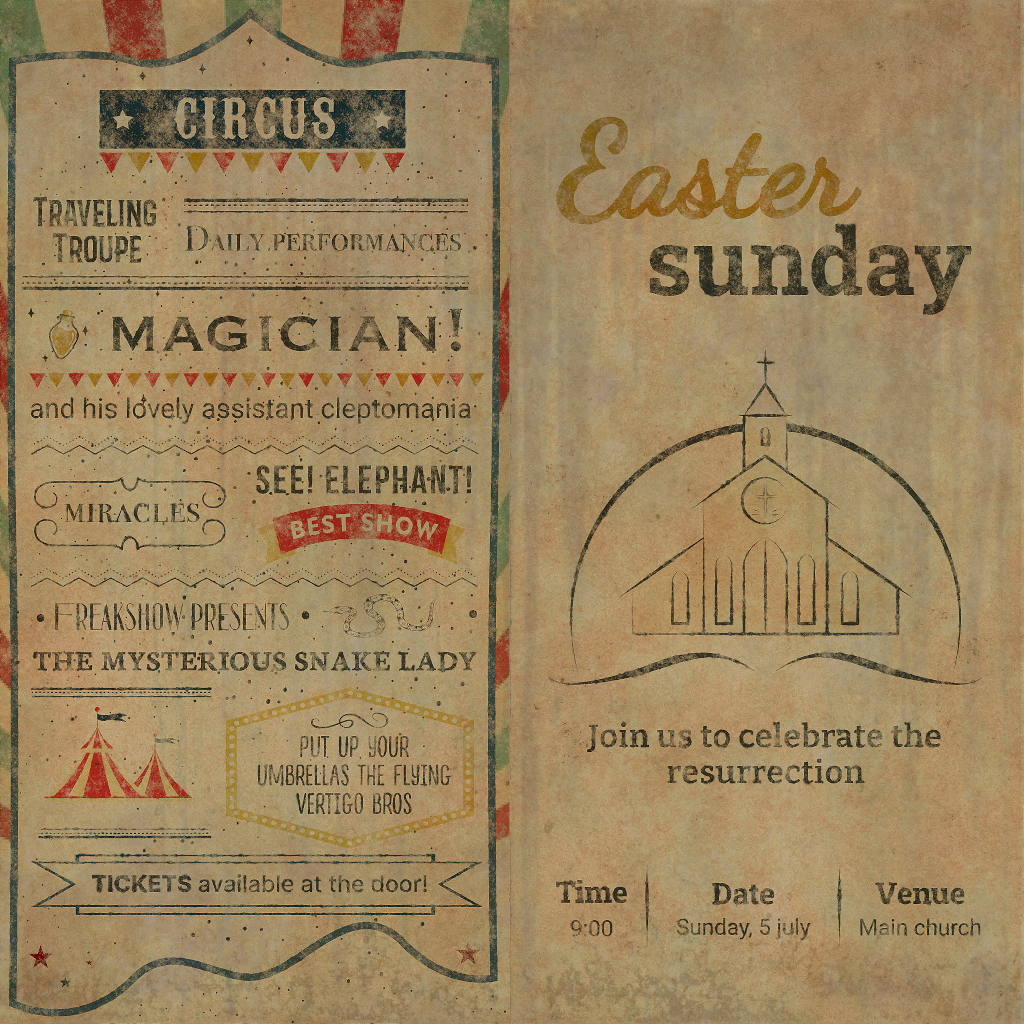 CIRCUS
TRAVELING
TROUPE
DAILY PERFORMANCES
MAGICIAN!
and his lovely assistant cleptomania
MIRACLES
SEE! ELEPHANT!
BEST SHOW
• FREAKSHOW PRESENTS •
THE MYSTERIOUS SNAKE LADY
PUT UP YOUR
UMBRELLAS THE FLYING
VERTIGO BROS
TICKETS available at the door!
Easter
sunday
Join us to celebrate the
resurrection
Time
9:00
Date
Sunday, 5 july
Venue
Main church